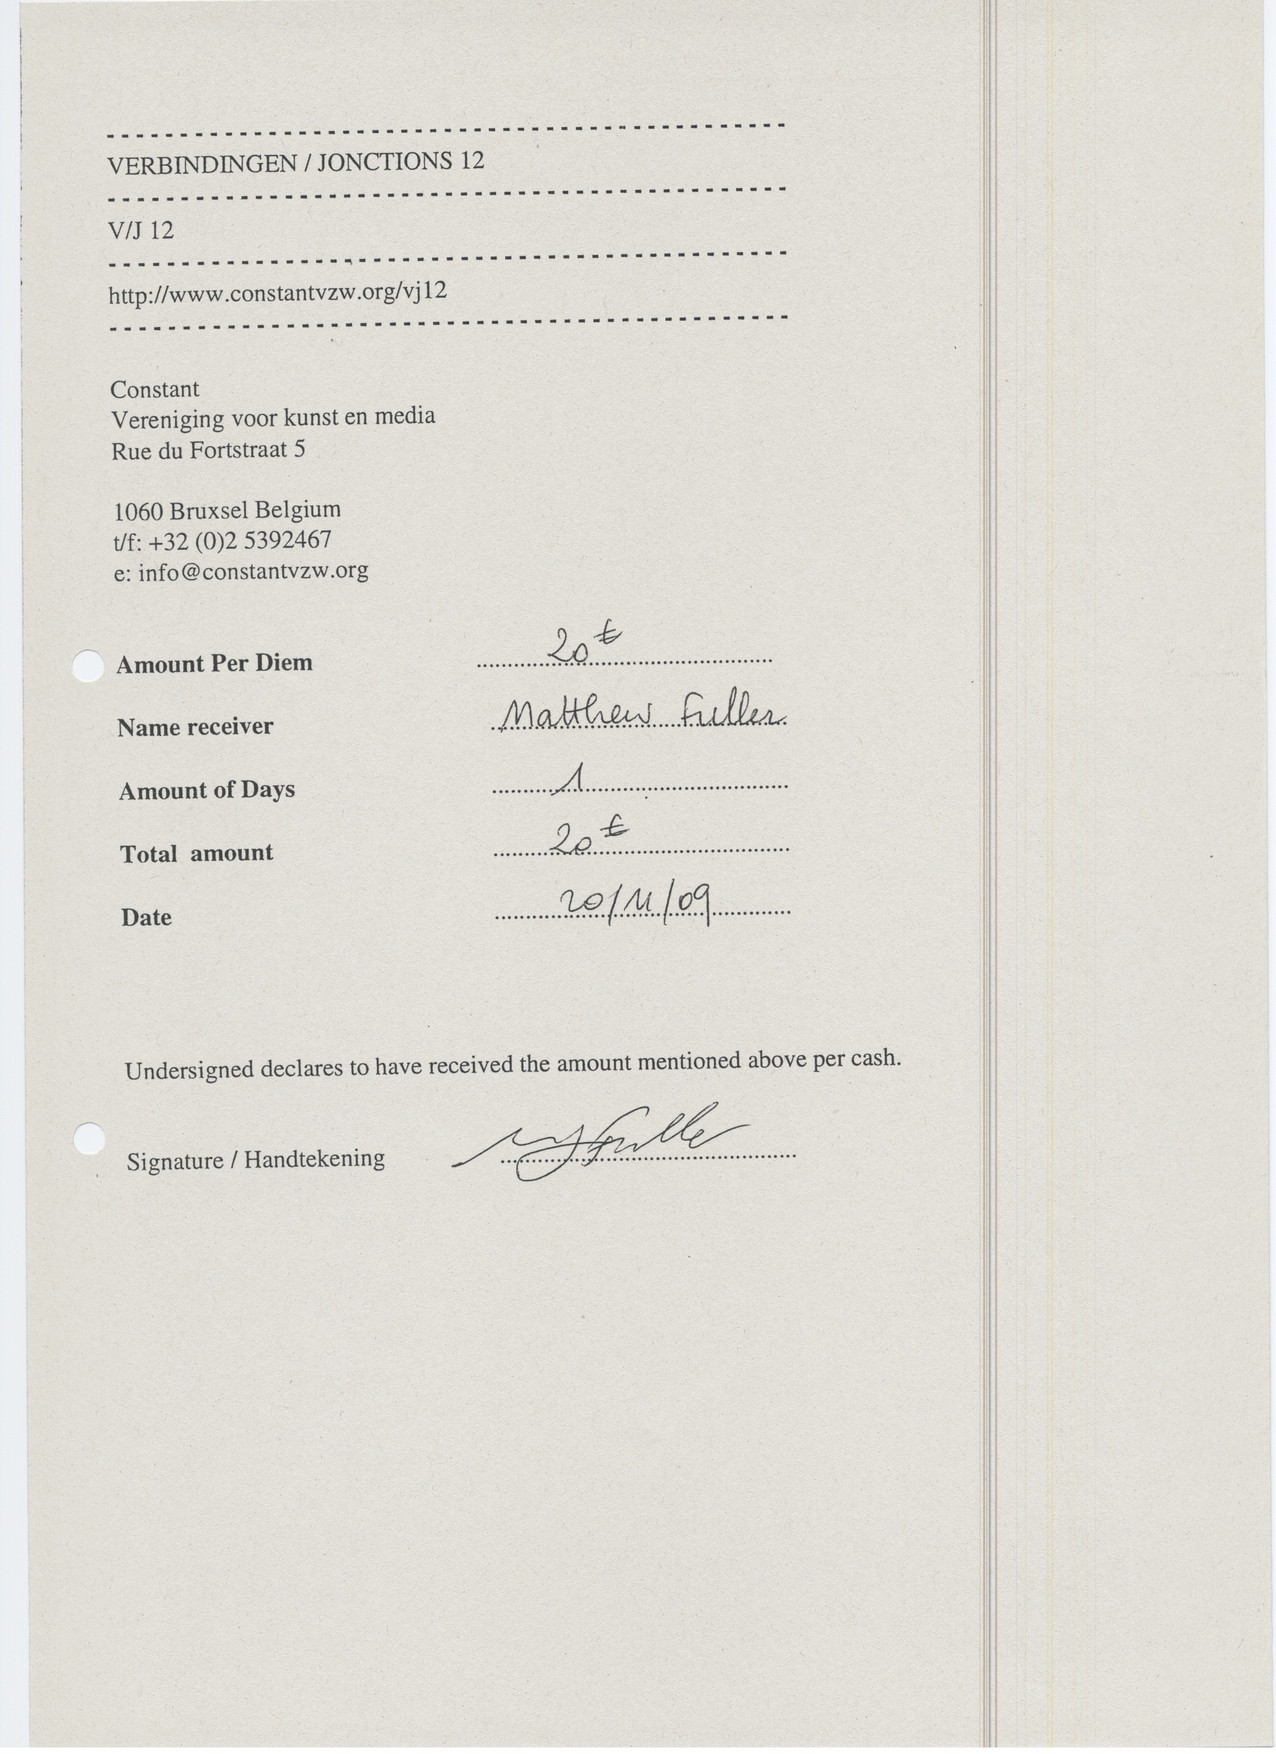 VERBINDINGEN / JONCTIONS 12
V/J 12
http://www.constantvzw.org/vj12
Constant
Vereniging voor kunst en media
Rue du Fortstraat 5
1060 Bruxsel Belgium
t/f: +32 (0)2 5392467
e: info@constantvzw.org
Amount Per Diem 20 €
Name receiver Matthew Fuller
Amount of Days 1
Total amount 20 €
Date 20/11/09
Undersigned declares to have received the amount mentioned above per cash.
Signature / Handtekening M Fuller